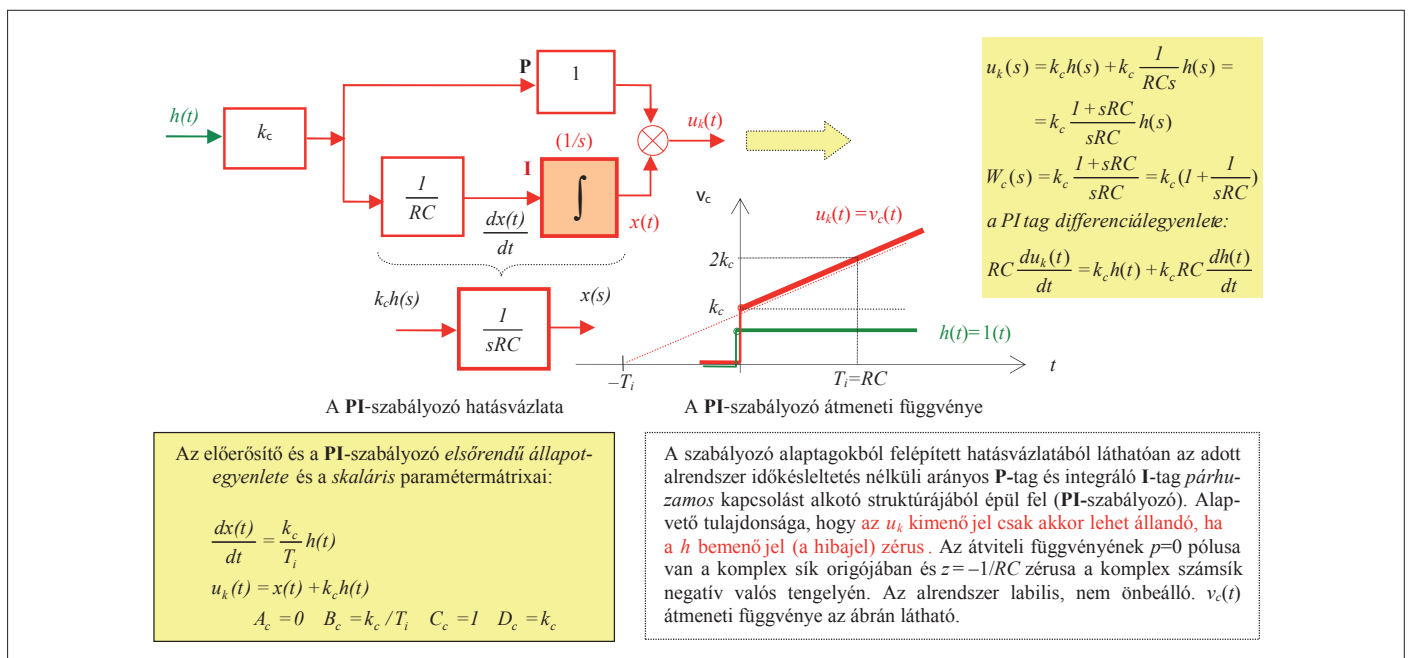 P
1
h(t)
k_c
u_k(t)
(1/s)
I
1/RC
∫
dx(t)/dt
x(t)
k_c h(s)
1/sRC
x(s)
v_c
u_k(t) = v_c(t)
2k_c
k_c
h(t)=1(t)
–T_i
T_i=RC
t
u_k(s) = k_c h(s) + k_c 1/RCs h(s) =
= k_c (1 + sRC)/sRC h(s)
W_c(s) = k_c (1 + sRC)/sRC = k_c(1 + 1/sRC)
a PI tag differenciálegyenlete:
RC du_k(t)/dt = k_c h(t) + k_c RC dh(t)/dt
A PI-szabályozó hatásvázlata
A PI-szabályozó átmeneti függvénye
Az előerősítő és a PI-szabályozó elsőrendű állapot-
egyenlete és a skaláris paramétermátrixai:
dx(t)/dt = k_c/T_i h(t)
u_k(t) = x(t) + k_c h(t)
A_c = 0 B_c = k_c / T_i C_c = 1 D_c = k_c
A szabályozó alaptagokból felépített hatásvázlatából láthatóan az adott
alrendszer időkésleltetés nélküli arányos P-tag és integráló I-tag párhu-
zamos kapcsolást alkotó struktúrájából épül fel (PI-szabályozó). Alap-
vető tulajdonsága, hogy az u_k kimenő jel csak akkor lehet állandó, ha
a h bemenő jel (a hibajel) zérus. Az átviteli függvényének p=0 pólusa
van a komplex sík origójában és z = –1/RC zérusa a komplex számsík
negatív valós tengelyén. Az alrendszer labilis, nem önbeálló. v_c(t)
átmeneti függvénye az ábrán látható.